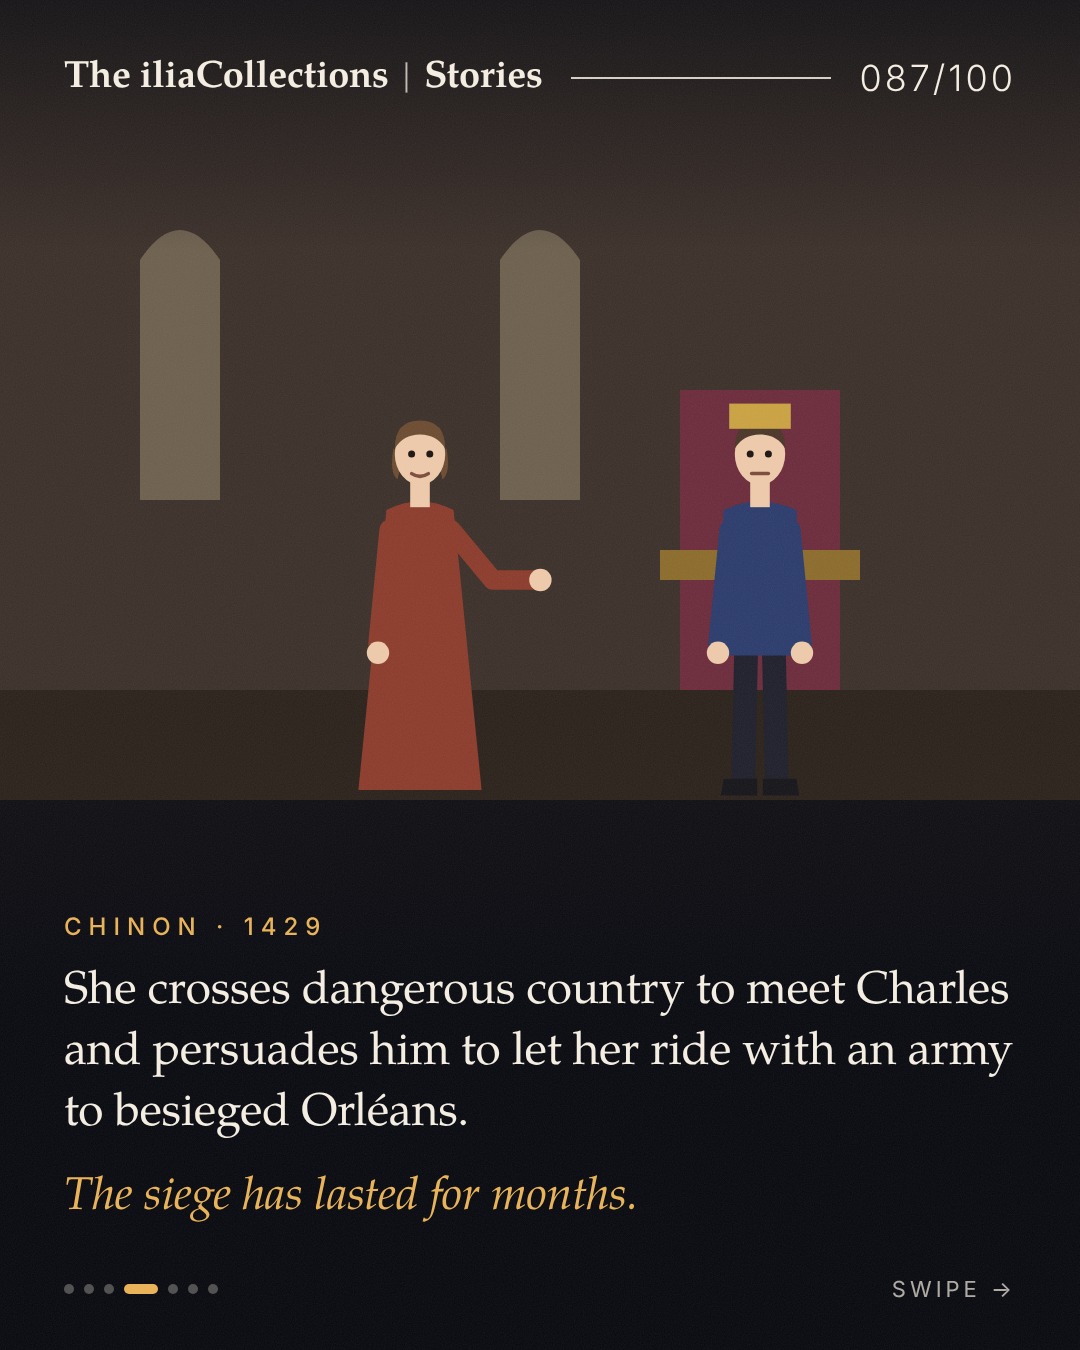 The iliaCollections | Stories 087/100
CHINON · 1429
She crosses dangerous country to meet Charles
and persuades him to let her ride with an army
to besieged Orléans.
The siege has lasted for months.
SWIPE →